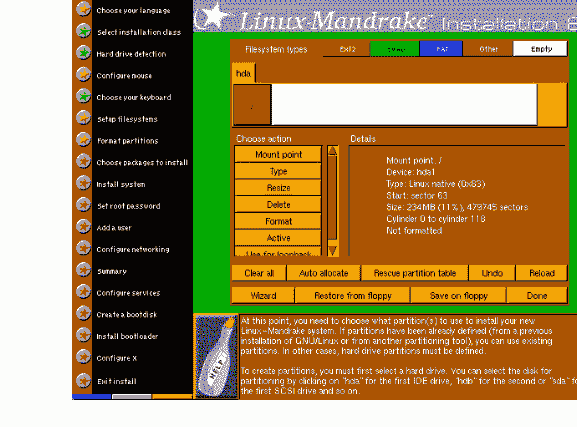 Choose your language
Select installation class
Hard drive detection
Configure mouse
Choose your keyboard
Setup filesystems
Format partitions
Choose packages to install
Install system
Set root password
Add a user
Configure networking
Summary
Configure services
Create a bootdisk
Install bootloader
Configure X
Exit install
Linux-Mandrake Installation
Filesystem types
Ext2
Swap
FAT
Other
Empty
hda
/
Choose action
Mount point
Type
Resize
Delete
Format
Active
Use for loopback
Details
Mount point: /
Device: hda1
Type: Linux native (0x83)
Start: sector 63
Size: 234MB (11%), 479745 sectors
Cylinder 0 to cylinder 118
Not formatted
Clear all
Auto allocate
Rescue partition table
Undo
Reload
Wizard
Restore from floppy
Save on floppy
Done
HELP
At this point, you need to choose what partition(s) to use to install your new
Linux-Mandrake system. If partitions have been already defined (from a previous
installation of GNU/Linux or from another partitioning tool), you can use existing
partitions. In other cases, hard drive partitions must be defined.
To create partitions, you must first select a hard drive. You can select the disk for
partitioning by clicking on "hda" for the first IDE drive, "hdb" for the second or "sda" for
the first SCSI drive and so on.